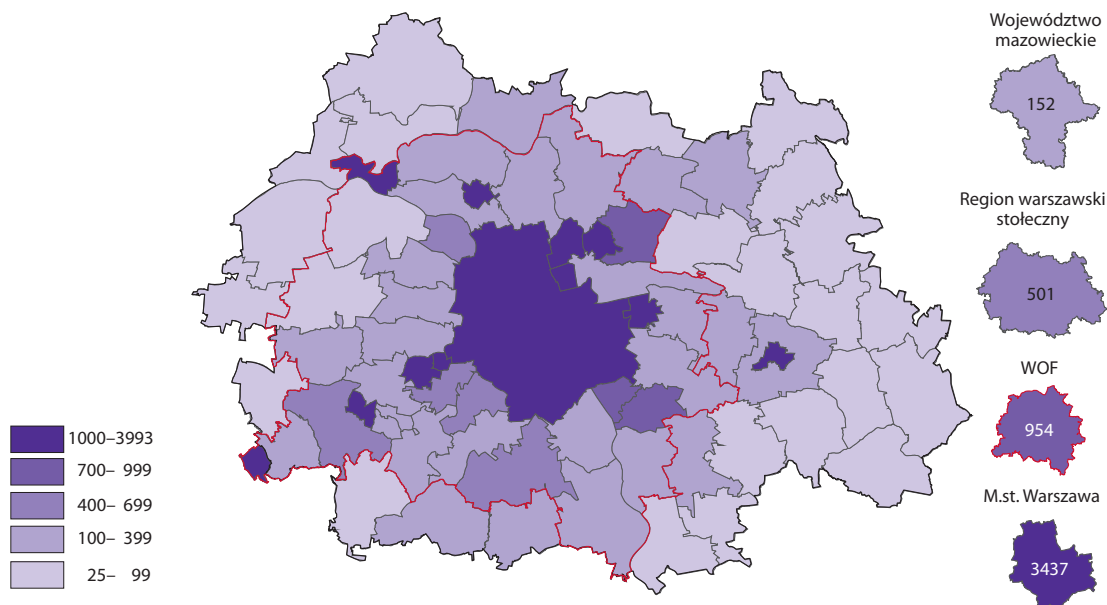 Województwo
mazowieckie
152
Region warszawski
stołeczny
501
WOF
954
M.st. Warszawa
3437
1000–3993
700– 999
400– 699
100– 399
25– 99